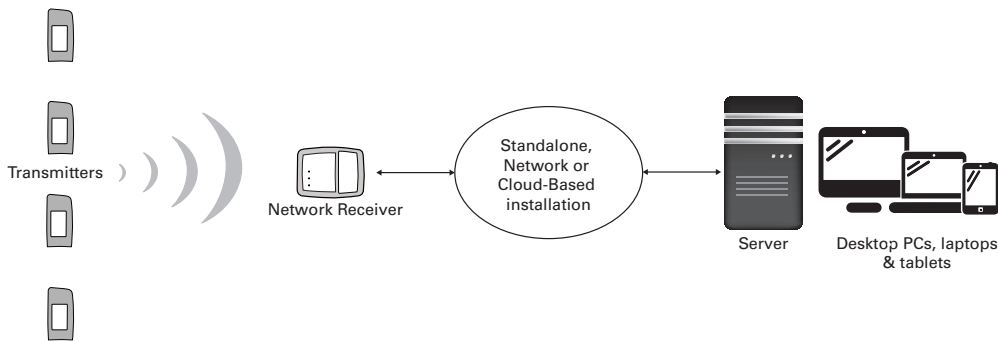 Transmitters
Network Receiver
Standalone,
Network or
Cloud-Based
installation
Server
Desktop PCs, laptops
& tablets